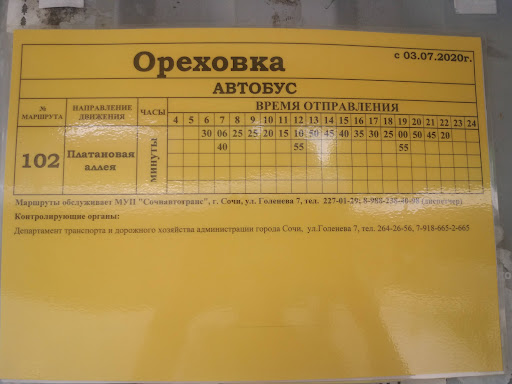 Ореховка
с 03.07.2020г.
АВТОБУС
№ МАРШРУТА НАПРАВЛЕНИЕ ДВИЖЕНИЯ ЧАСЫ ВРЕМЯ ОТПРАВЛЕНИЯ
4 5 6 7 8 9 10 11 12 13 14 15 16 17 18 19 20 21 22 23 24
102 Платановая аллея минуты 30 06 25 25 20 15 10 50 45 40 35 30 25 00 50 45 20
40 55 55
Маршруты обслуживает МУП "Сочиавтотранс", г. Сочи, ул. Голенева 7, тел. 227-01-29; (диспетчер)
Контролирующие органы:
Департамент транспорта и дорожного хозяйства администрации города Сочи, ул.Голенева 7, тел. 264-26-56, 7-918-665-2-665